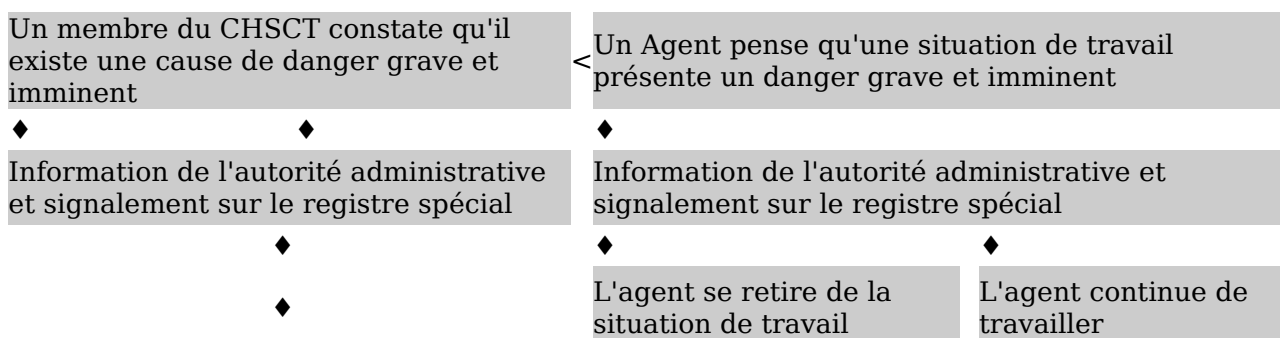 Un membre du CHSCT constate qu'il
existe une cause de danger grave et
imminent
<
Un Agent pense qu'une situation de travail
présente un danger grave et imminent
♦ ♦ ♦
Information de l'autorité administrative
et signalement sur le registre spécial
Information de l'autorité administrative et
signalement sur le registre spécial
♦ ♦ ♦
♦
L'agent se retire de la
situation de travail
L'agent continue de
travailler